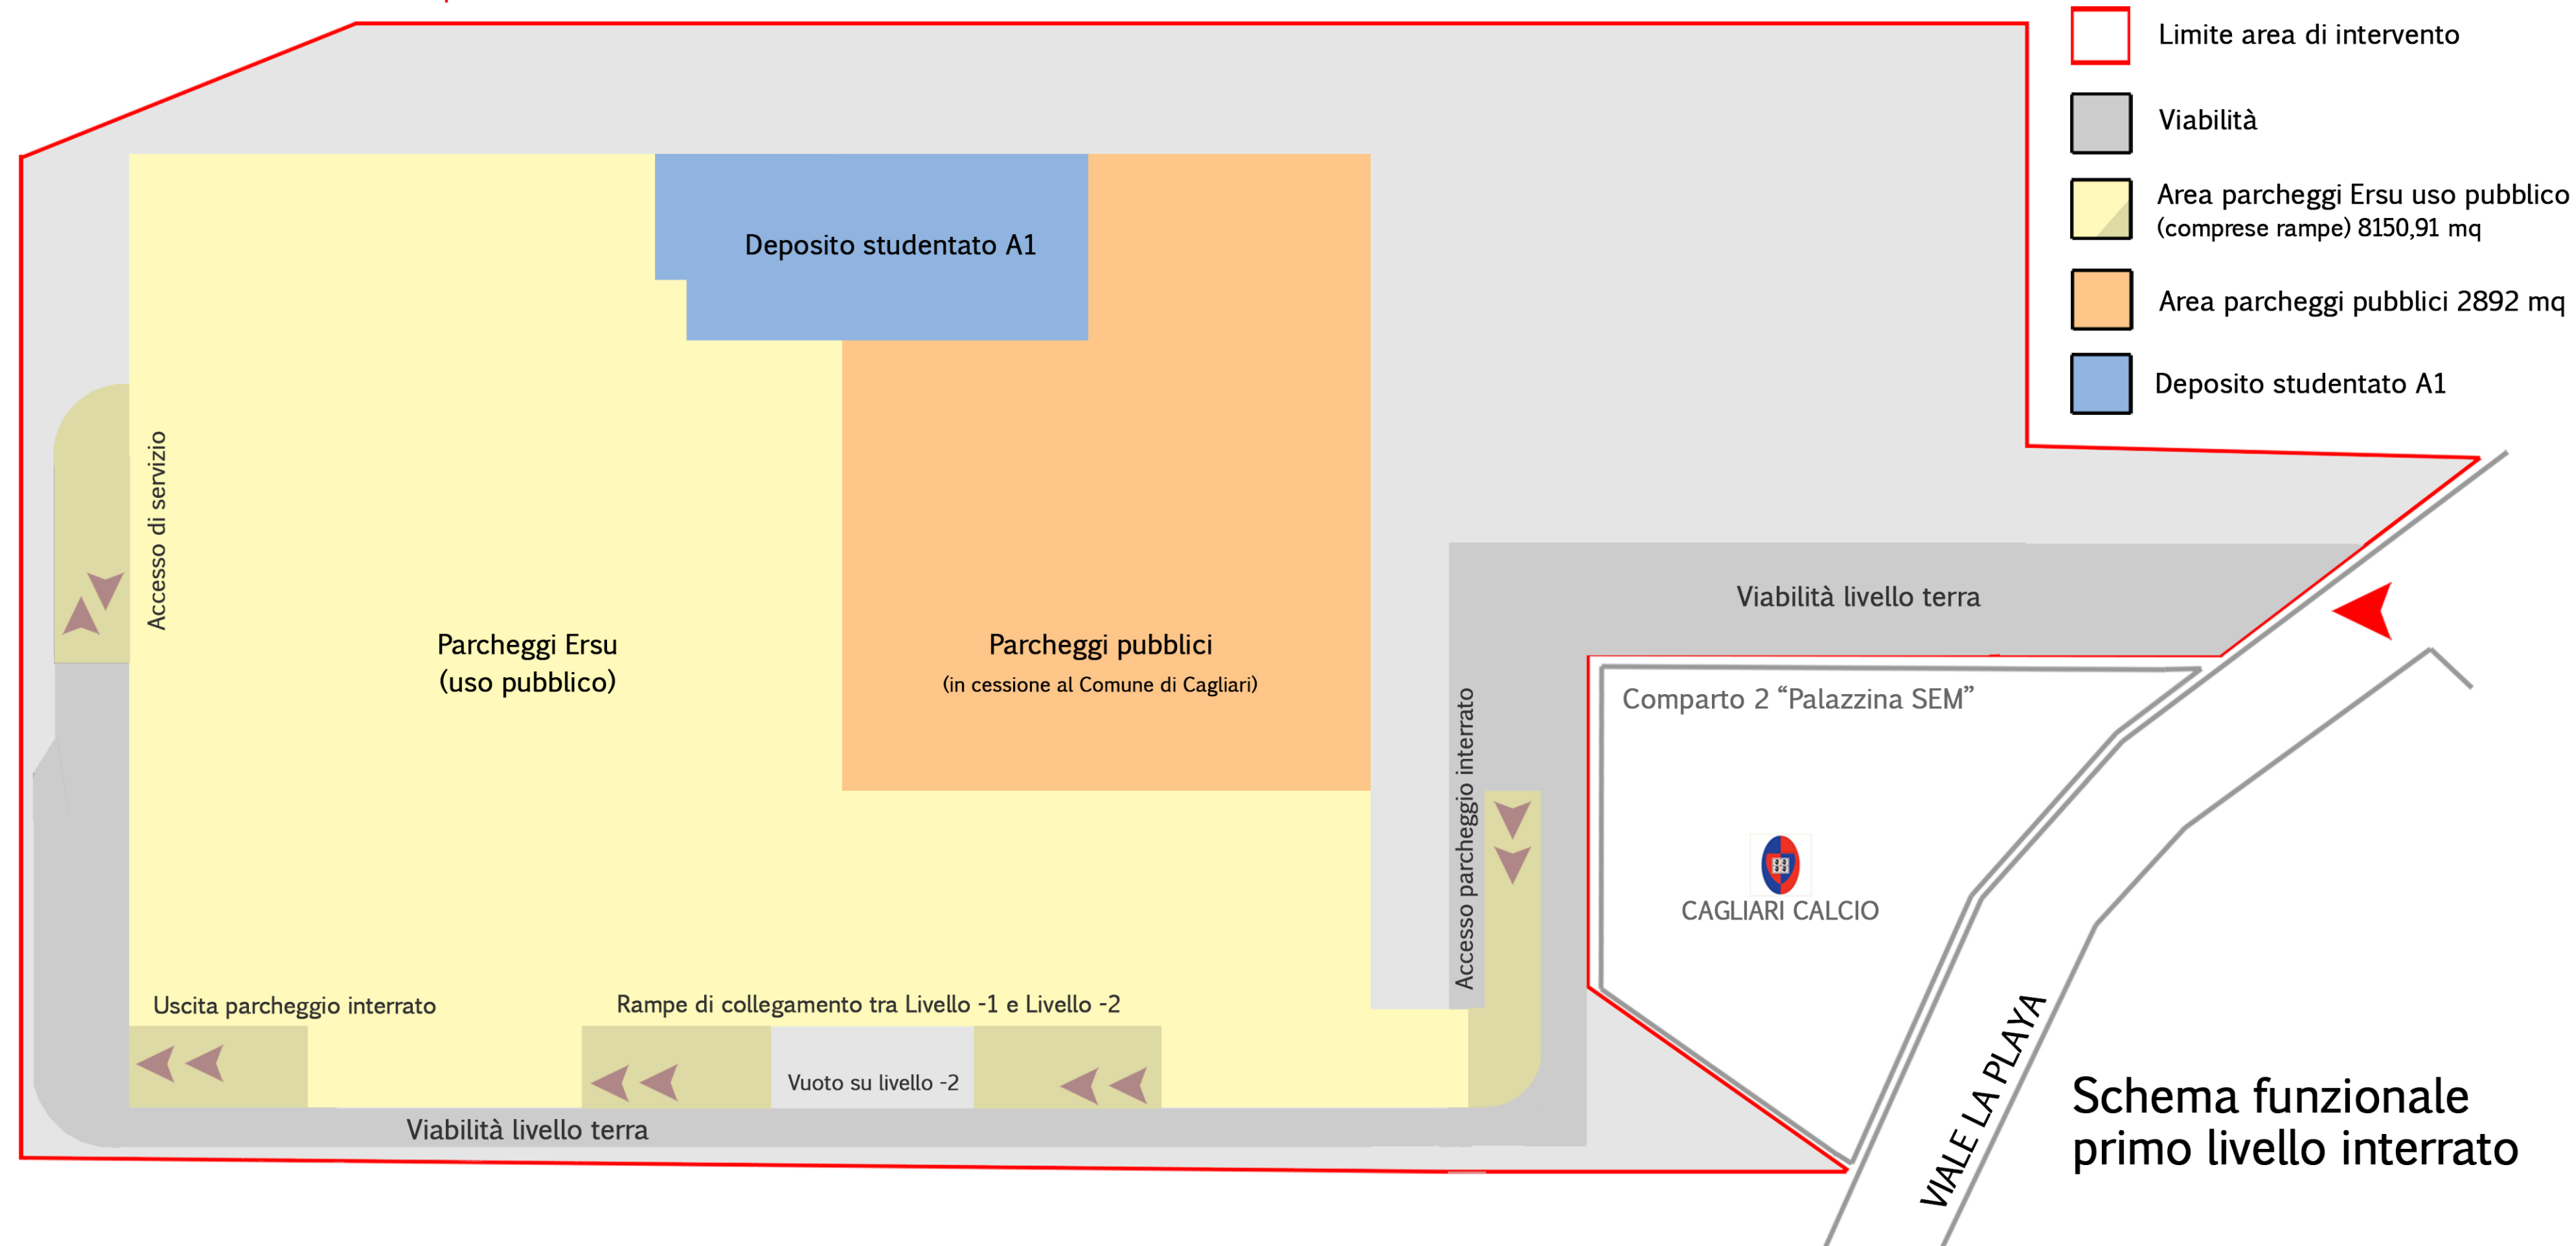 Limite area di intervento
Viabilità
Area parcheggi Ersu uso pubblico
(comprese rampe) 8150,91 mq
Area parcheggi pubblici 2892 mq
Deposito studentato A1
Deposito studentato A1
Accesso di servizio
Parcheggi Ersu
(uso pubblico)
Parcheggi pubblici
(in cessione al Comune di Cagliari)
Viabilità livello terra
Accesso parcheggio interrato
Comparto 2 “Palazzina SEM”
CAGLIARI CALCIO
Uscita parcheggio interrato
Rampe di collegamento tra Livello -1 e Livello -2
Vuoto su livello -2
Viabilità livello terra
VIALE LA PLAYA
Schema funzionale
primo livello interrato